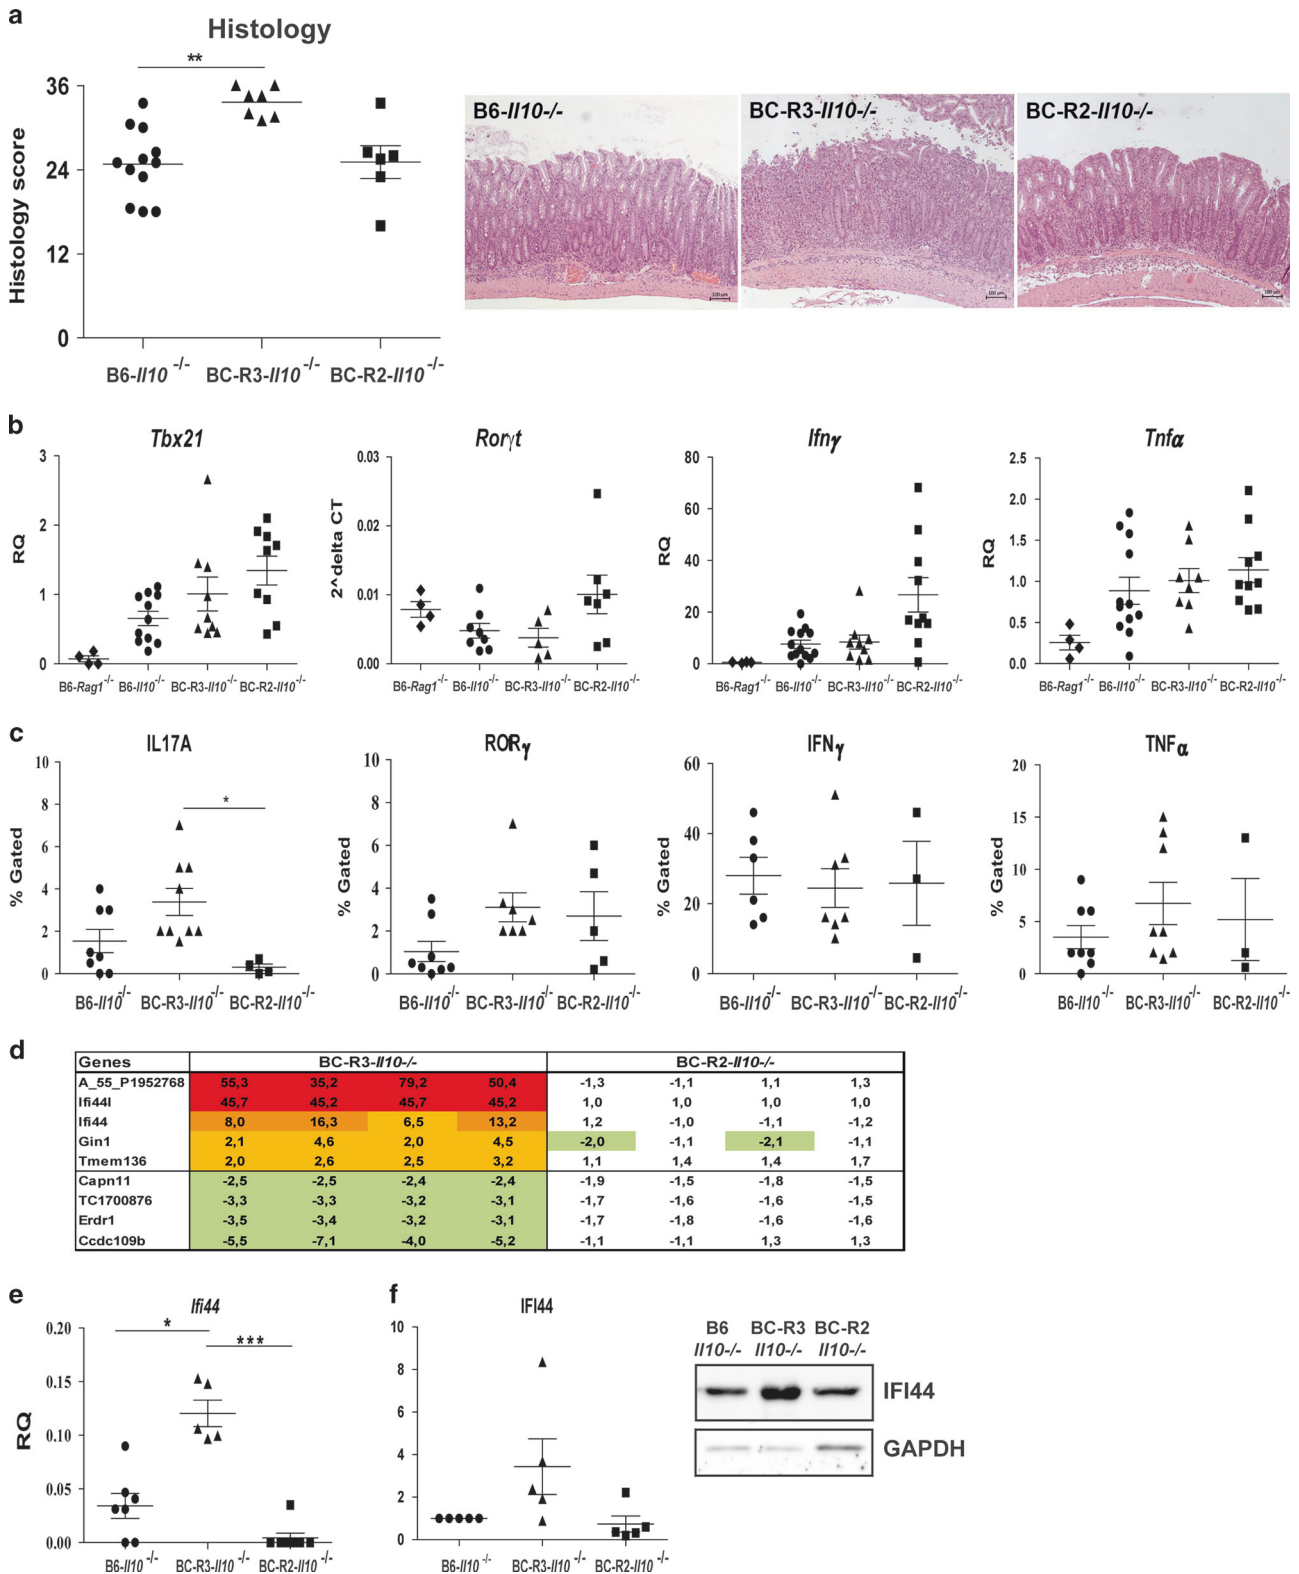 a
Histology
**
Histology score
36
24
12
0
B6-Il10-/-
BC-R3-Il10-/-
BC-R2-Il10-/-
B6-Il10-/-
BC-R3-Il10-/-
BC-R2-Il10-/-
100 µm
100 µm
100 µm
b
Tbx21
RQ
3
2
1
0
B6-Rag1-/-
B6-Il10-/-
BC-R3-Il10-/-
BC-R2-Il10-/-
Rorγt
2^delta CT
0.03
0.02
0.01
0.00
B6-Rag1-/-
B6-Il10-/-
BC-R3-Il10-/-
BC-R2-Il10-/-
Ifnγ
RQ
80
60
40
20
0
B6-Rag1-/-
B6-Il10-/-
BC-R3-Il10-/-
BC-R2-Il10-/-
Tnfα
RQ
2.5
2.0
1.5
1.0
0.5
0.0
B6-Rag1-/-
B6-Il10-/-
BC-R3-Il10-/-
BC-R2-Il10-/-
c
IL17A
% Gated
10
8
6
4
2
0
*
B6-Il10-/-
BC-R3-Il10-/-
BC-R2-Il10-/-
RORγ
% Gated
10
8
6
4
2
0
B6-Il10-/-
BC-R3-Il10-/-
BC-R2-Il10-/-
IFNγ
% Gated
60
40
20
0
B6-Il10-/-
BC-R3-Il10-/-
BC-R2-Il10-/-
TNFα
% Gated
20
15
10
5
0
B6-Il10-/-
BC-R3-Il10-/-
BC-R2-Il10-/-
d
Genes BC-R3-Il10-/- BC-R2-Il10-/-
A_55_P1952768 55,3 35,2 79,2 50,4 -1,3 -1,1 1,1 1,3
Ifi44l 45,7 45,2 45,7 45,2 1,0 1,0 1,0 1,0
Ifi44 8,0 16,3 6,5 13,2 1,2 -1,0 -1,1 -1,2
Gin1 2,1 4,6 2,0 4,5 -2,0 -1,1 -2,1 -1,1
Tmem136 2,0 2,6 2,5 3,2 1,1 1,4 1,4 1,7
Capn11 -2,5 -2,5 -2,4 -2,4 -1,9 -1,5 -1,8 -1,5
TC1700876 -3,3 -3,3 -3,2 -3,1 -1,7 -1,6 -1,6 -1,5
Erdr1 -3,5 -3,4 -3,2 -3,1 -1,7 -1,8 -1,6 -1,6
Ccdc109b -5,5 -7,1 -4,0 -5,2 -1,1 -1,1 1,3 1,3
e
Ifi44
RQ
0.20
0.15
0.10
0.05
0.00
*
***
B6-Il10-/-
BC-R3-Il10-/-
BC-R2-Il10-/-
f
IFI44
10
8
6
4
2
0
B6-Il10-/-
BC-R3-Il10-/-
BC-R2-Il10-/-
B6 BC-R3 BC-R2
Il10-/- Il10-/- Il10-/-
IFI44
GAPDH